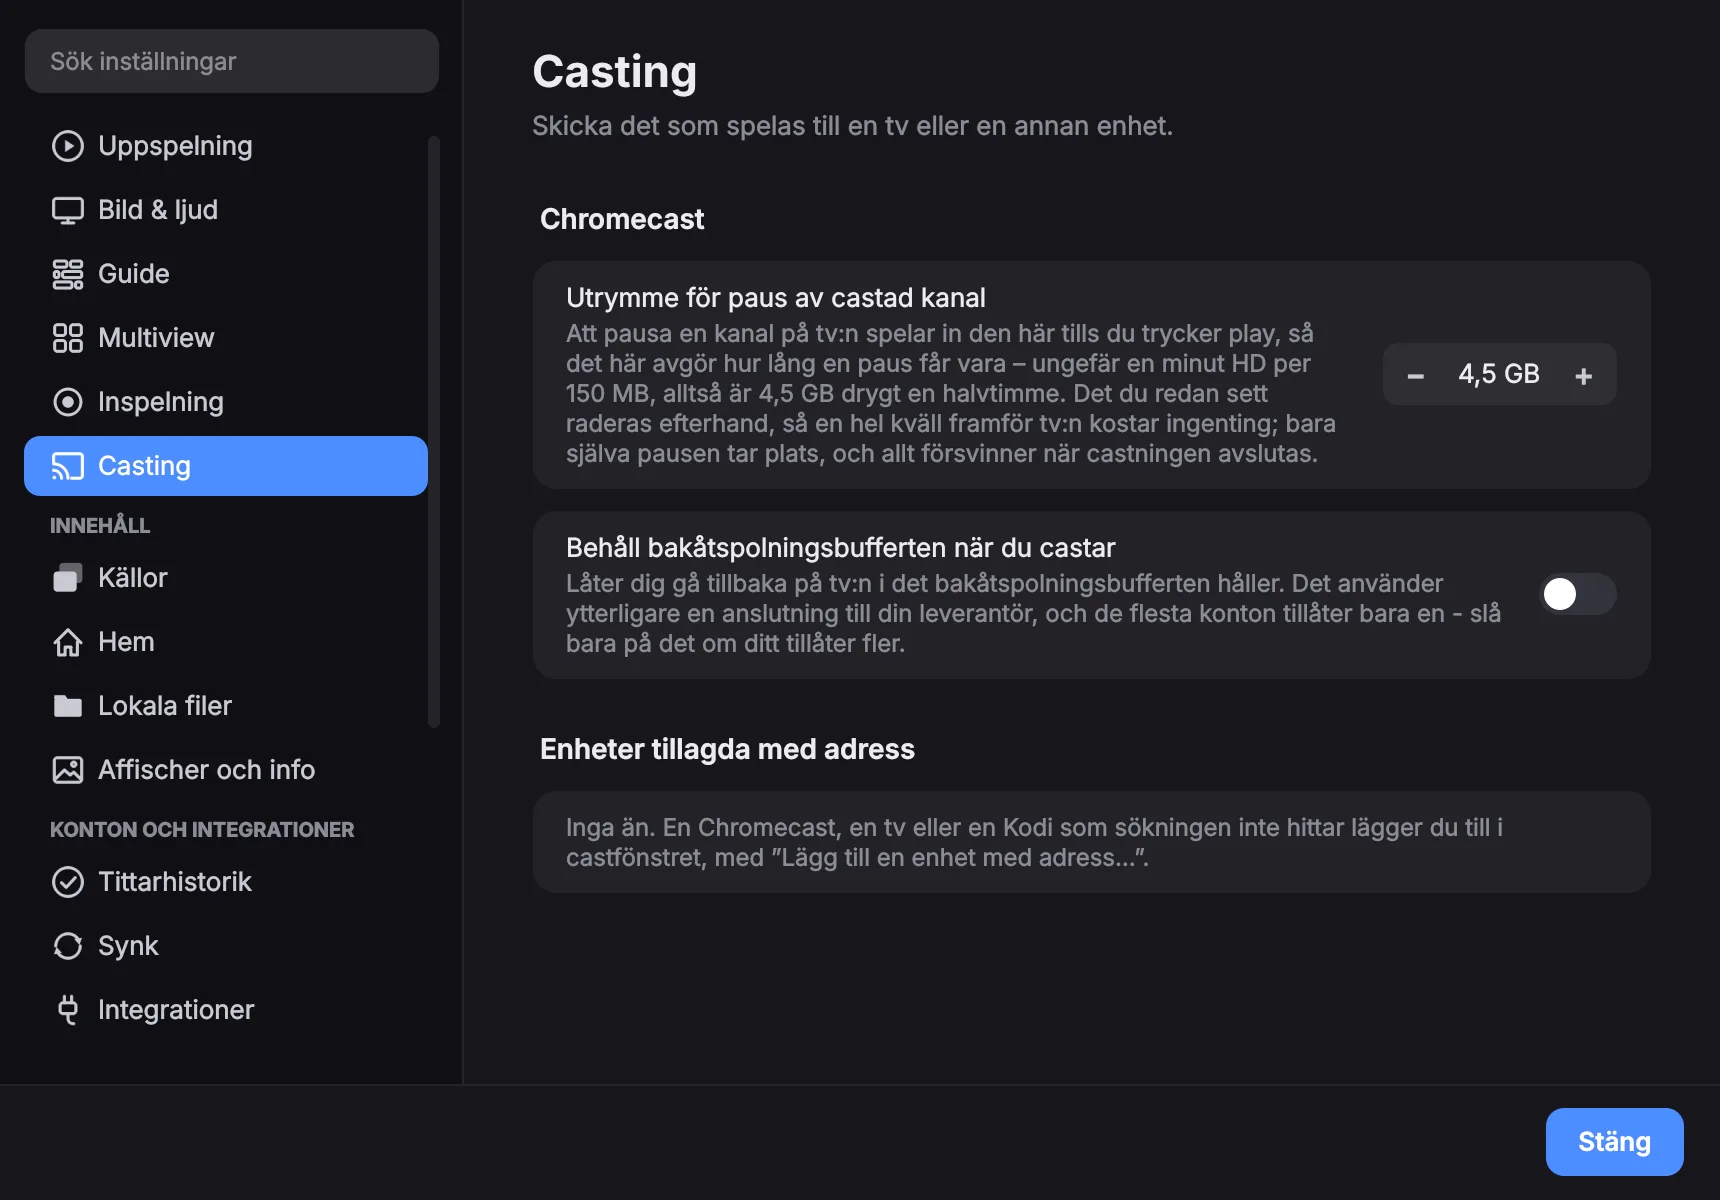 Sök inställningar
Uppspelning
Bild & ljud
Guide
Multiview
Inspelning
Casting
INNEHÅLL
Källor
Hem
Lokala filer
Affischer och info
KONTON OCH INTEGRATIONER
Tittarhistorik
Synk
Integrationer
Casting
Skicka det som spelas till en tv eller en annan enhet.
Chromecast
Utrymme för paus av castad kanal
Att pausa en kanal på tv:n spelar in den här tills du trycker play, så
det här avgör hur lång en paus får vara – ungefär en minut HD per
150 MB, alltså är 4,5 GB drygt en halvtimme. Det du redan sett
raderas efterhand, så en hel kväll framför tv:n kostar ingenting; bara
själva pausen tar plats, och allt försvinner när castningen avslutas.
− 4,5 GB +
Behåll bakåtspolningsbufferten när du castar
Låter dig gå tillbaka på tv:n i det bakåtspolningsbufferten håller. Det använder
ytterligare en anslutning till din leverantör, och de flesta konton tillåter bara en - slå
bara på det om ditt tillåter fler.
Enheter tillagda med adress
Inga än. En Chromecast, en tv eller en Kodi som sökningen inte hittar lägger du till i
castfönstret, med ”Lägg till en enhet med adress…”.
Stäng